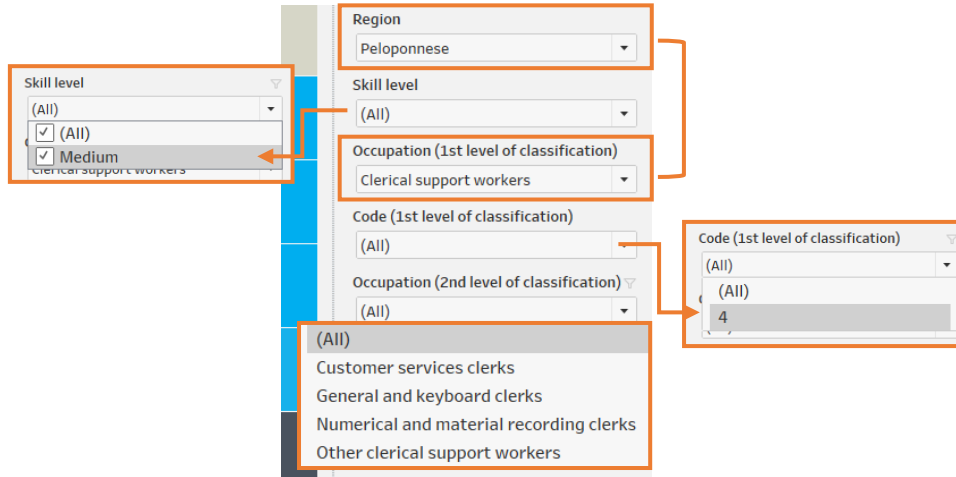 Skill level
(All)
(All)
Medium
Clerical support workers
Region
Peloponnese
Skill level
(All)
Occupation (1st level of classification)
Clerical support workers
Code (1st level of classification)
(All)
Occupation (2nd level of classification)
(All)
(All)
Customer services clerks
General and keyboard clerks
Numerical and material recording clerks
Other clerical support workers
Code (1st level of classification)
(All)
(All)
4